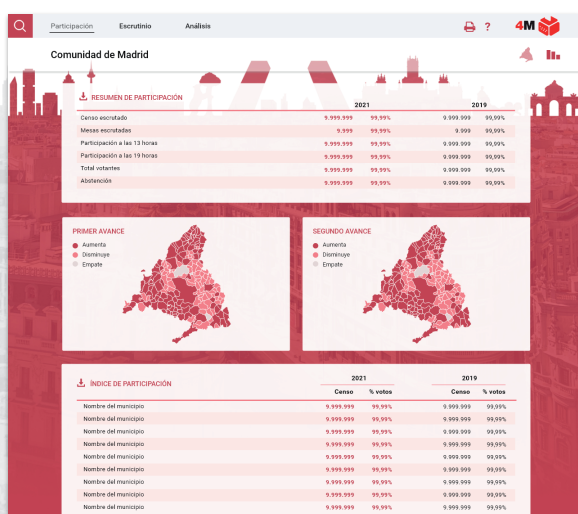 Participación Escrutinio Análisis ? 4M
Comunidad de Madrid
RESUMEN DE PARTICIPACIÓN 2021 2019
Censo escretado 9.999.999 99,99% 9.999.999 99,99%
Mesas escrutadas 9.999 99,99% 9.999 99,99%
Participación a las 13 horas 9.999.999 99,99% 9.999.999 99,99%
Participación a las 19 horas 9.999.999 99,99% 9.999.999 99,99%
Total votantes 9.999.999 99,99% 9.999.999 99,99%
Abstención 9.999.999 99,99% 9.999.999 99,99%
PRIMER AVANCE
Aumenta
Disminuye
Empate
SEGUNDO AVANCE
Aumenta
Disminuye
Empate
ÍNDICE DE PARTICIPACIÓN 2021 2019
Censo % votos Censo % votos
Nombre del municipio 9.999.999 99,99% 9.999.999 99,99%
Nombre del municipio 9.999.999 99,99% 9.999.999 99,99%
Nombre del municipio 9.999.999 99,99% 9.999.999 99,99%
Nombre del municipio 9.999.999 99,99% 9.999.999 99,99%
Nombre del municipio 9.999.999 99,99% 9.999.999 99,99%
Nombre del municipio 9.999.999 99,99% 9.999.999 99,99%
Nombre del municipio 9.999.999 99,99% 9.999.999 99,99%
Nombre del municipio 9.999.999 99,99% 9.999.999 99,99%
Nombre del municipio 9.999.999 99,99% 9.999.999 99,99%